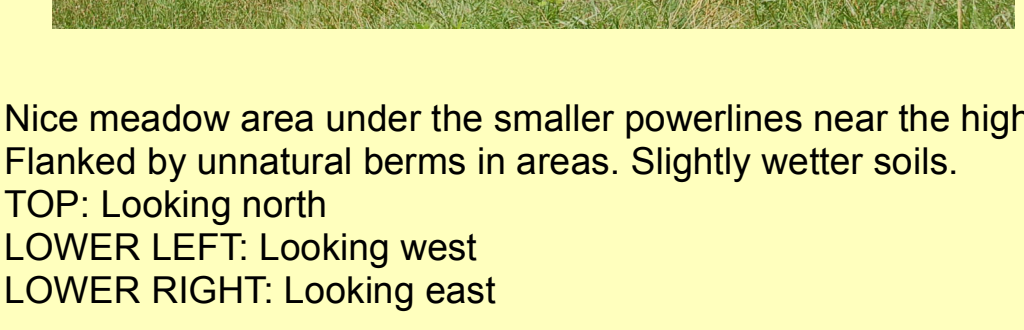 Nice meadow area under the smaller powerlines near the high
Flanked by unnatural berms in areas. Slightly wetter soils.
TOP: Looking north
LOWER LEFT: Looking west
LOWER RIGHT: Looking east